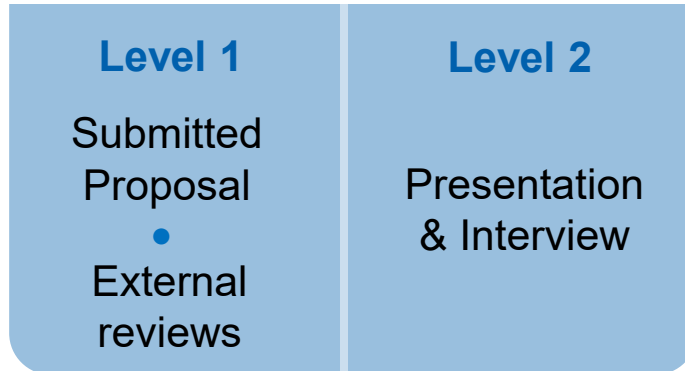 Level 1
Submitted
Proposal
•
External
reviews
Level 2
Presentation
& Interview